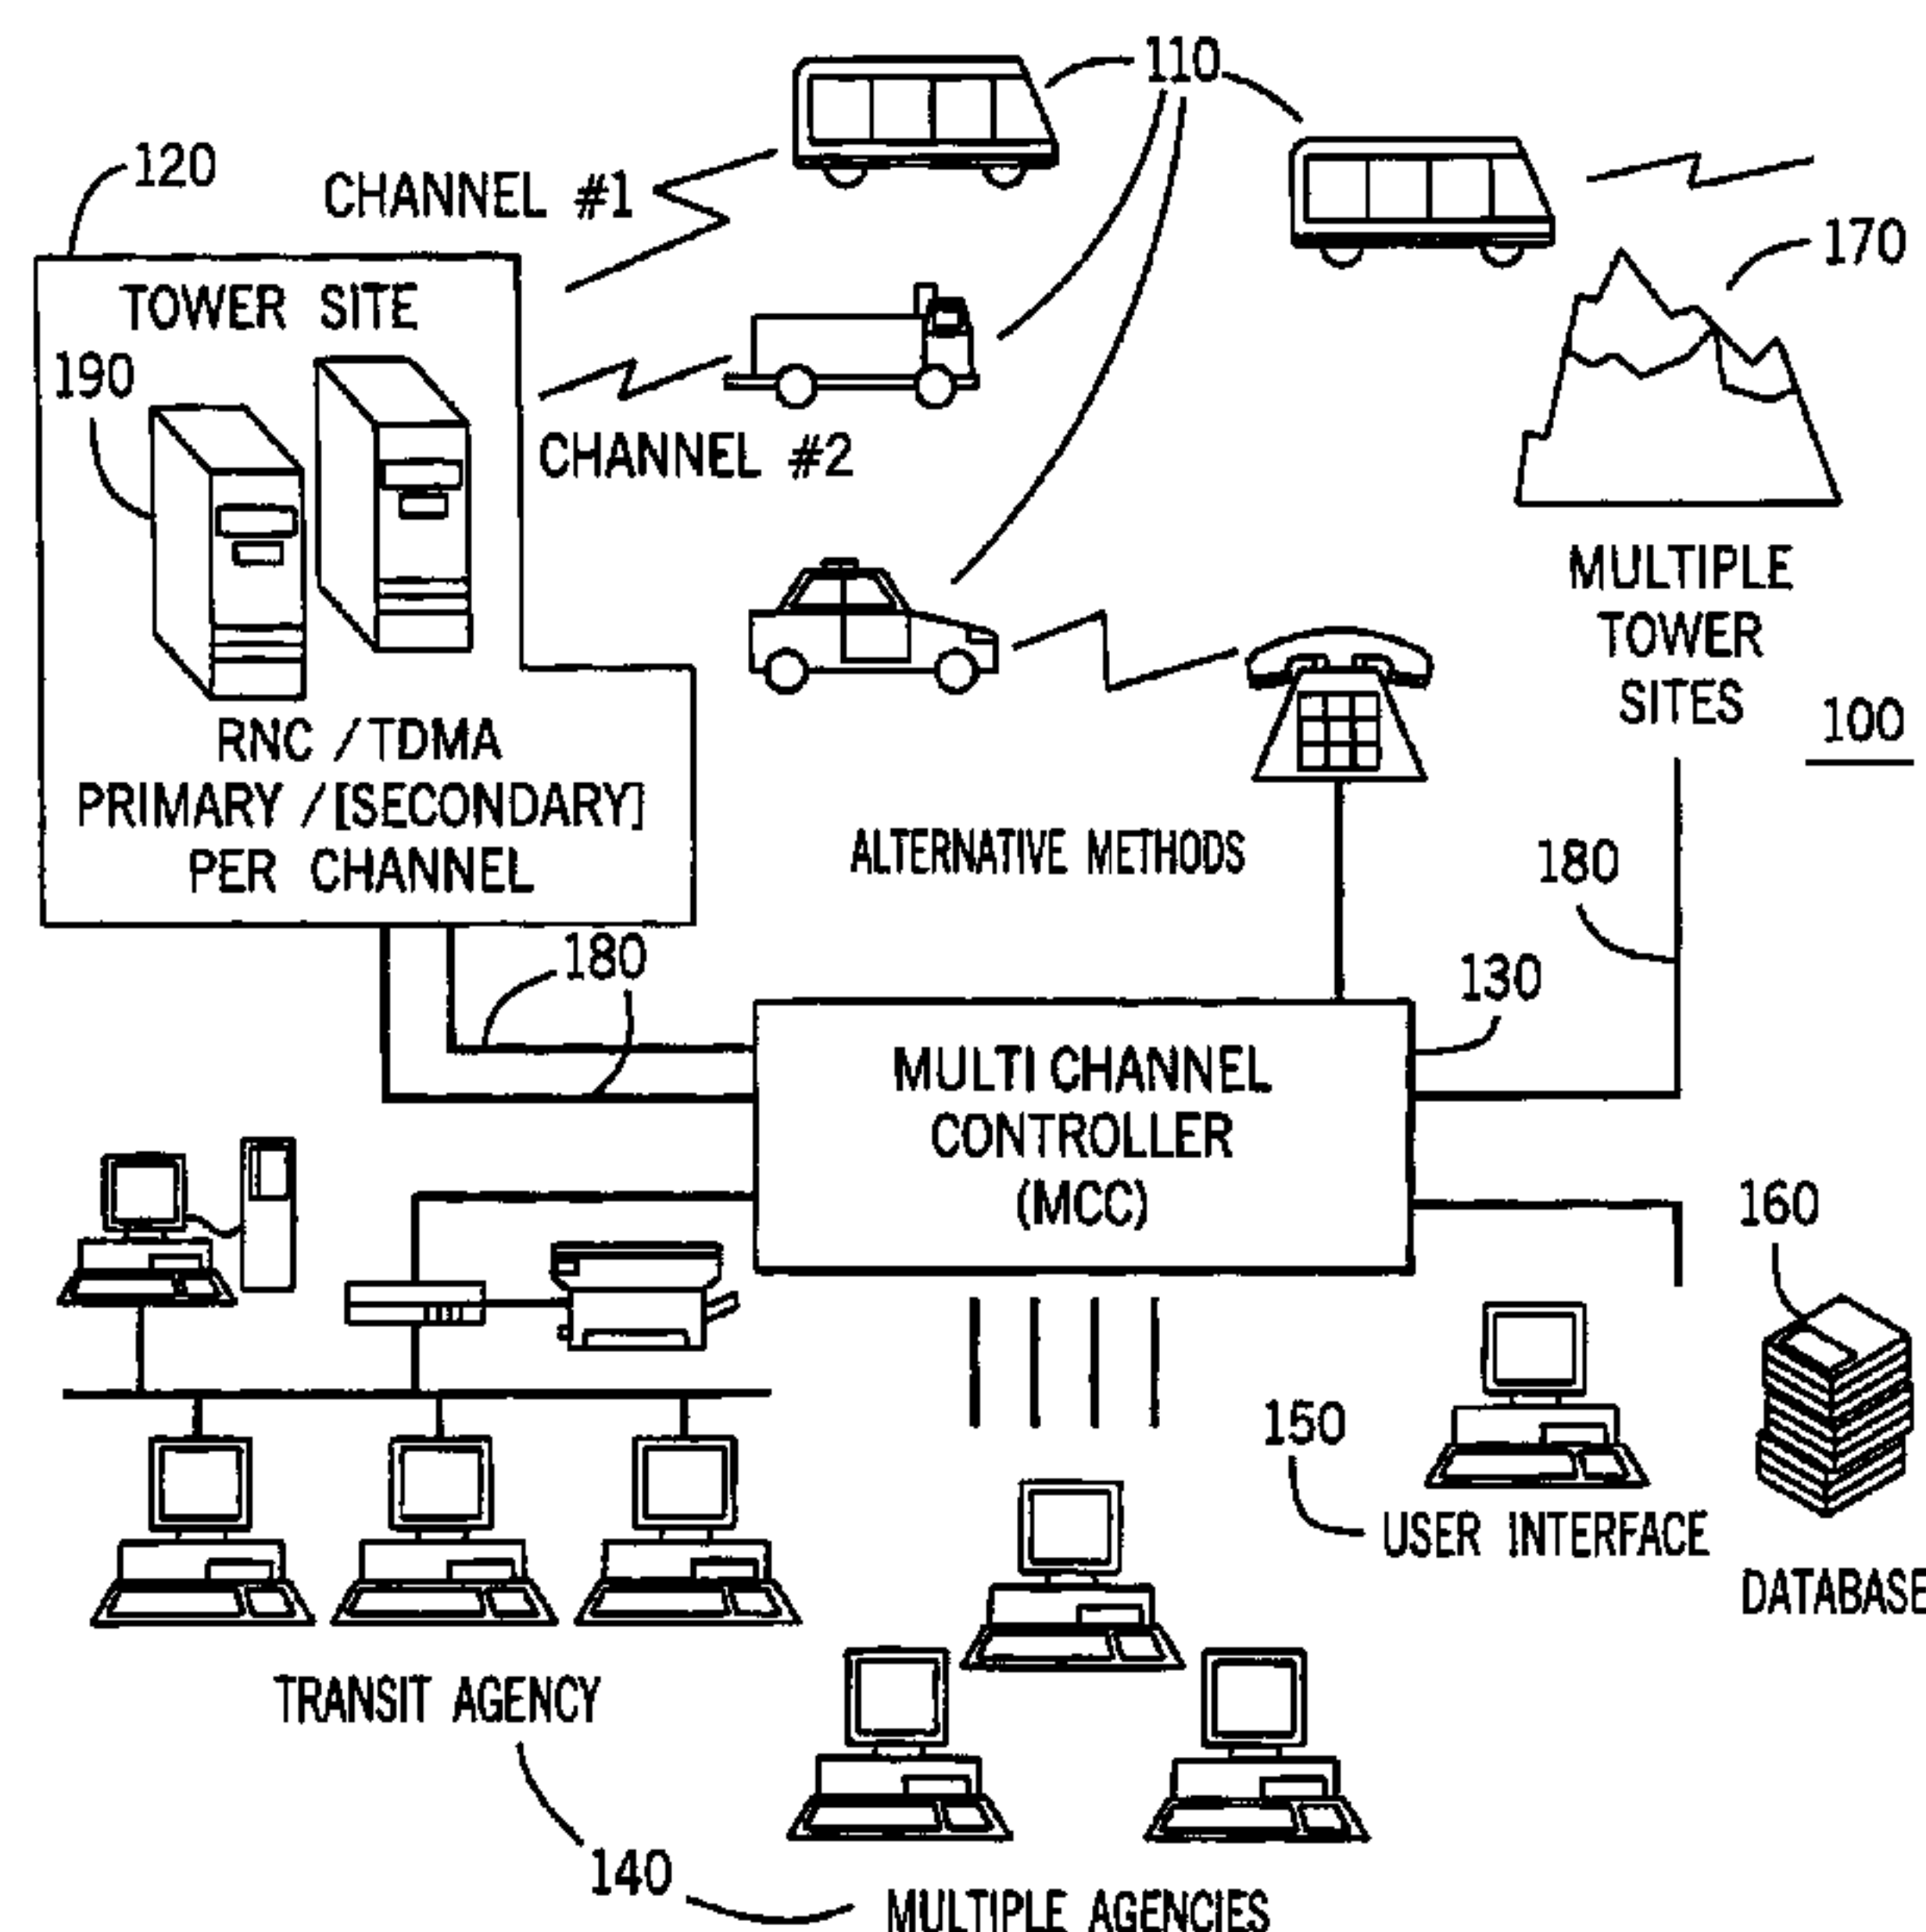 110
120
CHANNEL #1
170
TOWER SITE
190
CHANNEL #2
MULTIPLE
TOWER
SITES
100
RNC / TDMA
PRIMARY / [SECONDARY]
PER CHANNEL
ALTERNATIVE METHODS
180
180
130
MULTI CHANNEL
CONTROLLER
(MCC)
160
150
USER INTERFACE
DATABASE
TRANSIT AGENCY
140
MULTIPLE AGENCIES